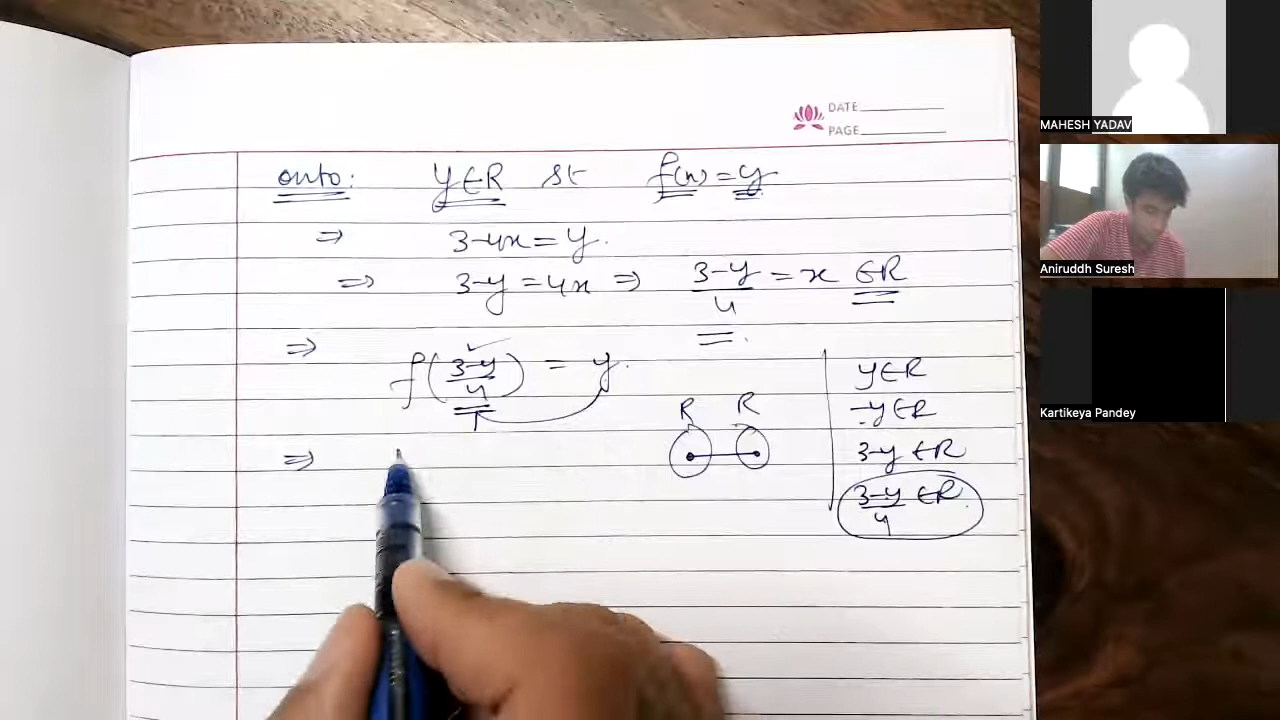 DATE
PAGE
onto: y∈R st f(x)=y
⇒ 3-4x=y.
⇒ 3-y=4x ⇒ 3-y/4 = x ∈R
⇒ f(3-y/4) = y.
⇒
R R
y∈R
-y∈R
3-y∈R
3-y/4 ∈R.
MAHESH YADAV
Aniruddh Suresh
Kartikeya Pandey